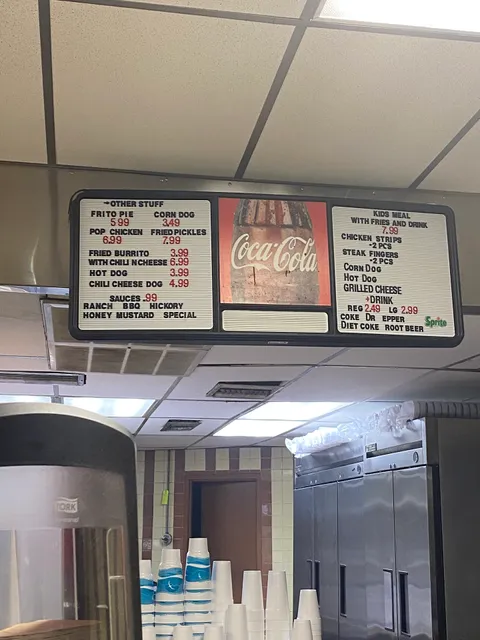 →OTHER STUFF
FRITO PIE CORN DOG
5.99 3.49
POP CHICKEN FRIED PICKLES
6.99 7.99
FRIED BURRITO 3.99
WITH CHILI N CHEESE 6.99
HOT DOG 3.99
CHILI CHEESE DOG 4.99
SAUCES .99
RANCH BBQ HICKORY
HONEY MUSTARD SPECIAL
Coca-Cola
KIDS MEAL
WITH FRIES AND DRINK
7.99
CHICKEN STRIPS
-2 PCS
STEAK FINGERS
-2 PCS
CORN DOG
HOT DOG
GRILLED CHEESE
+DRINK
REG 2.49 LG 2.99
COKE DR EPPER
DIET COKE ROOT BEER
Sprite
TORK